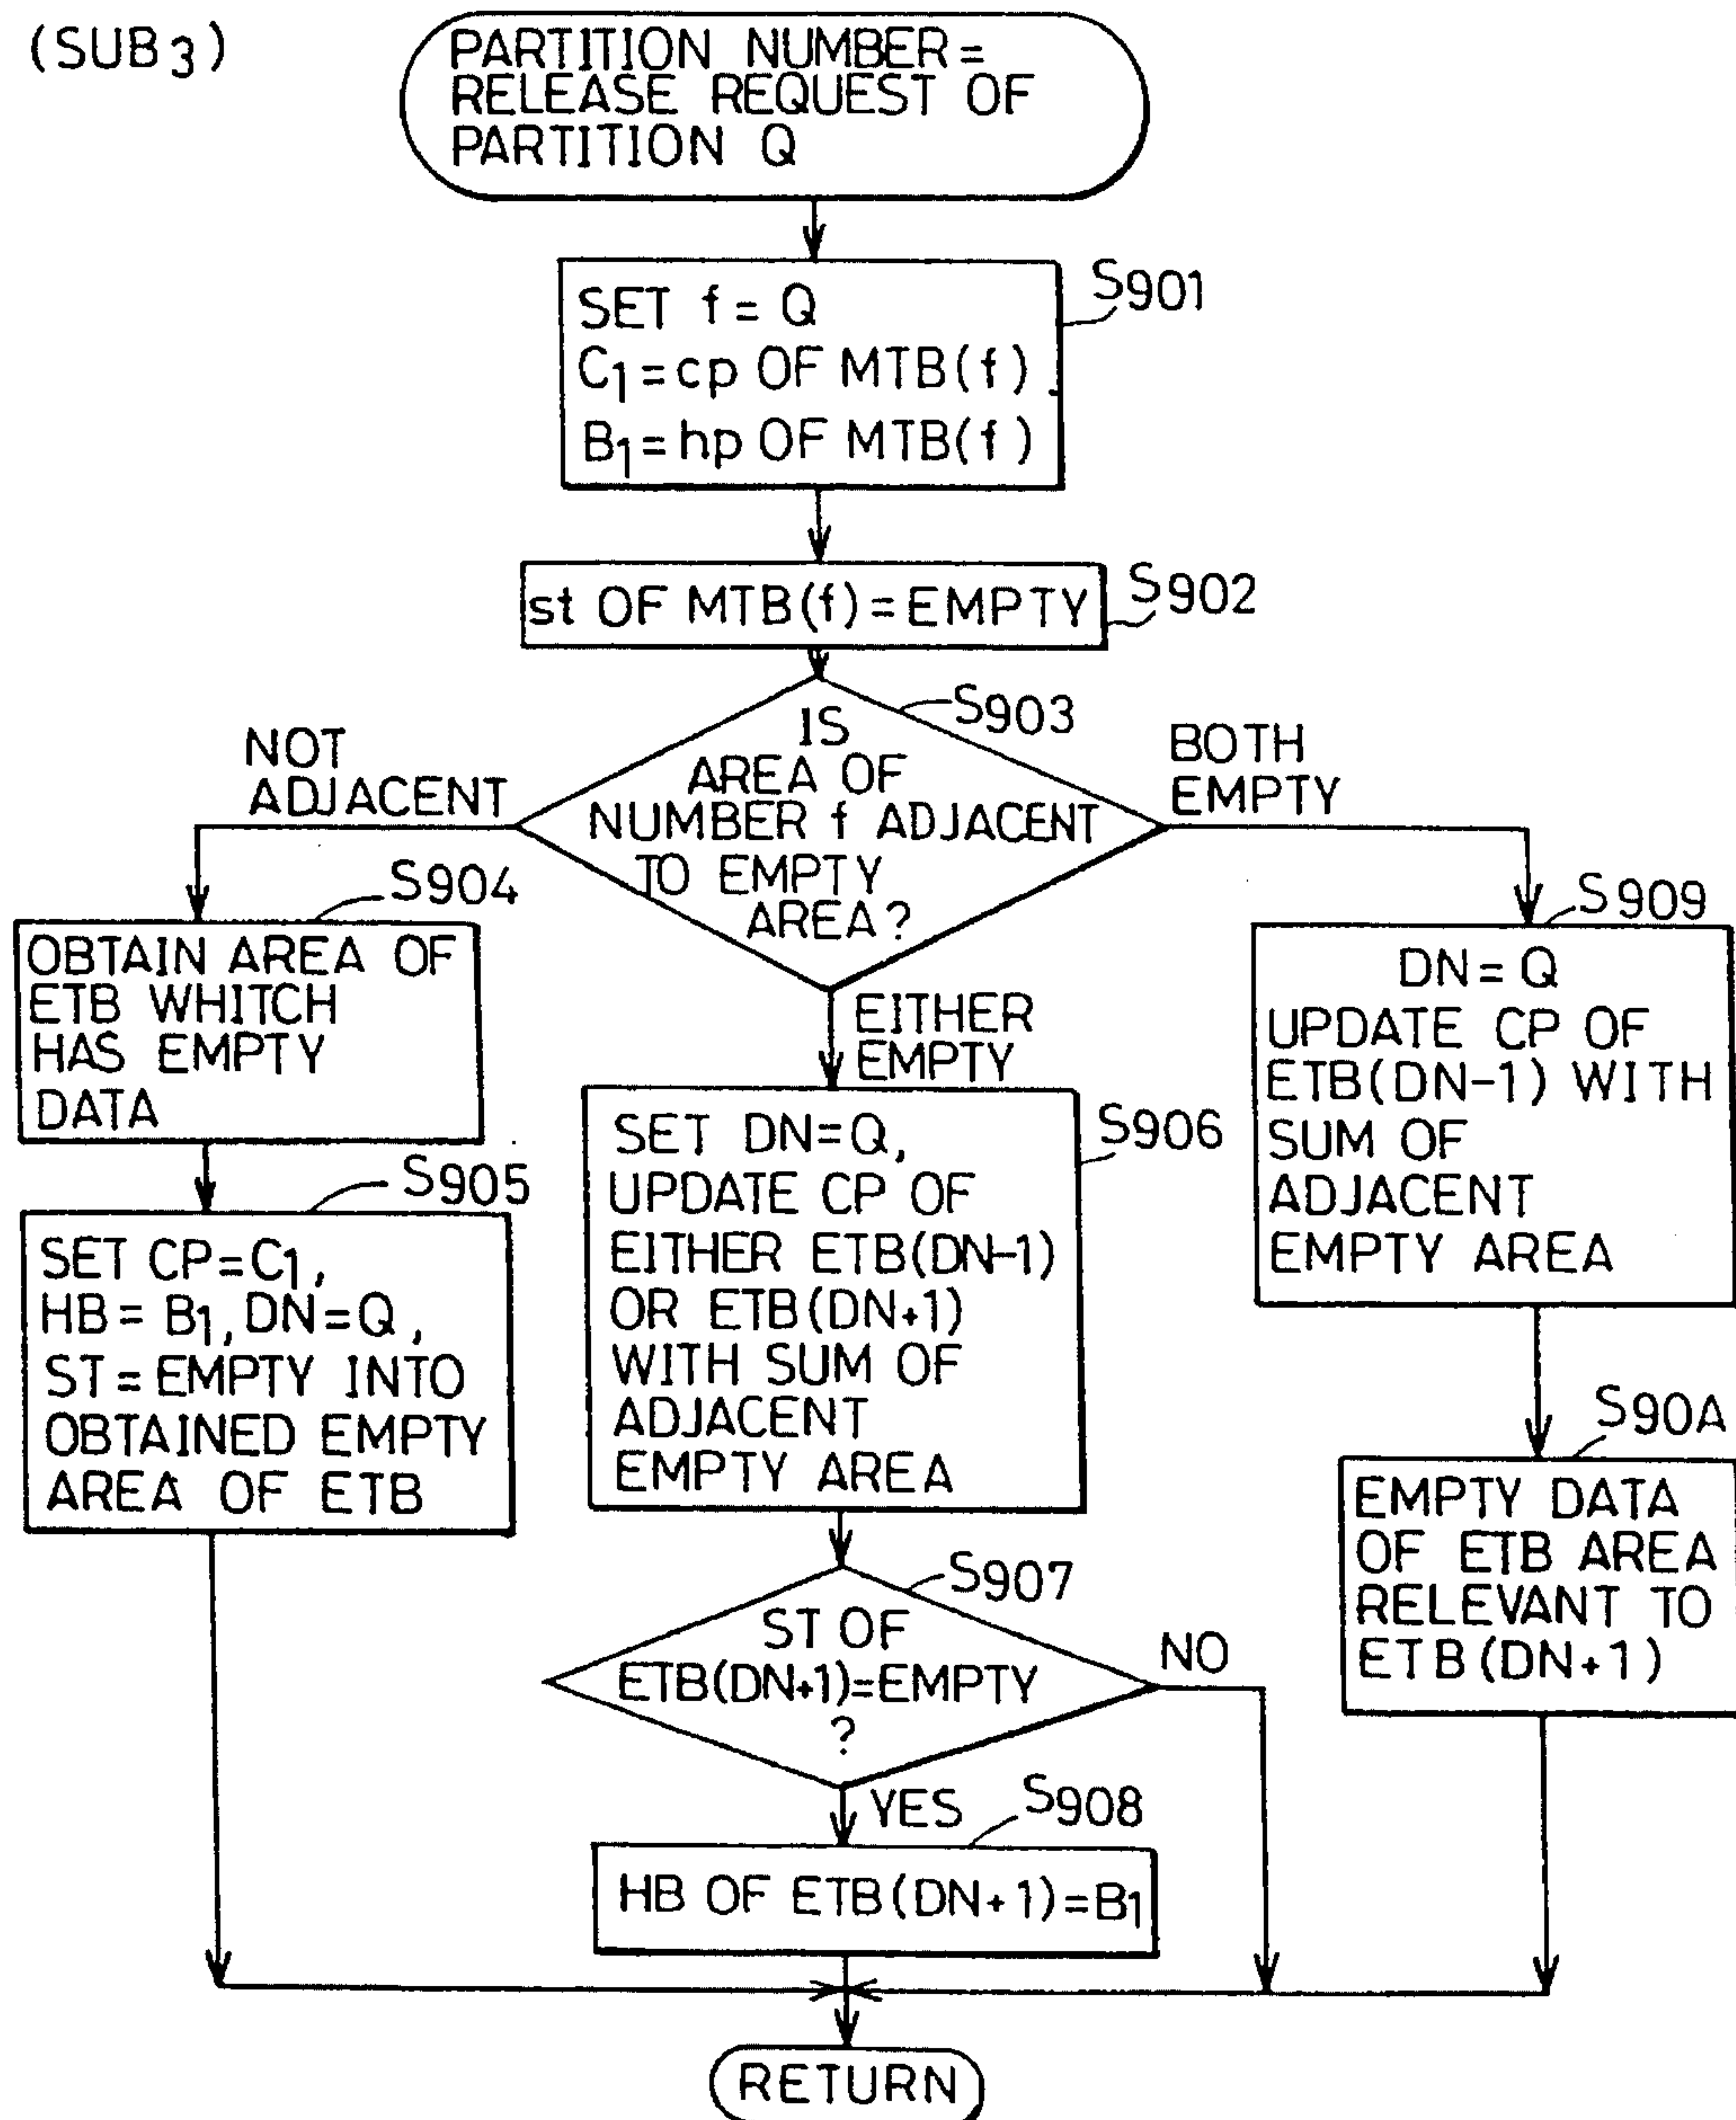 (SUB3)
PARTITION NUMBER=
RELEASE REQUEST OF
PARTITION Q
S901
SET f=Q
C1=cp OF MTB(f)
B1=hp OF MTB(f)
S902
st OF MTB(f)=EMPTY
S903
IS
AREA OF
NUMBER f ADJACENT
TO EMPTY
AREA?
NOT
ADJACENT
BOTH
EMPTY
EITHER
EMPTY
S904
OBTAIN AREA OF
ETB WHITCH
HAS EMPTY
DATA
S905
SET CP=C1,
HB=B1, DN=Q,
ST=EMPTY INTO
OBTAINED EMPTY
AREA OF ETB
S906
SET DN=Q,
UPDATE CP OF
EITHER ETB(DN-1)
OR ETB(DN+1)
WITH SUM OF
ADJACENT
EMPTY AREA
S907
ST OF
ETB(DN+1)=EMPTY
?
NO
YES
S908
HB OF ETB(DN+1)=B1
S909
DN=Q
UPDATE CP OF
ETB(DN-1) WITH
SUM OF
ADJACENT
EMPTY AREA
S90A
EMPTY DATA
OF ETB AREA
RELEVANT TO
ETB(DN+1)
RETURN